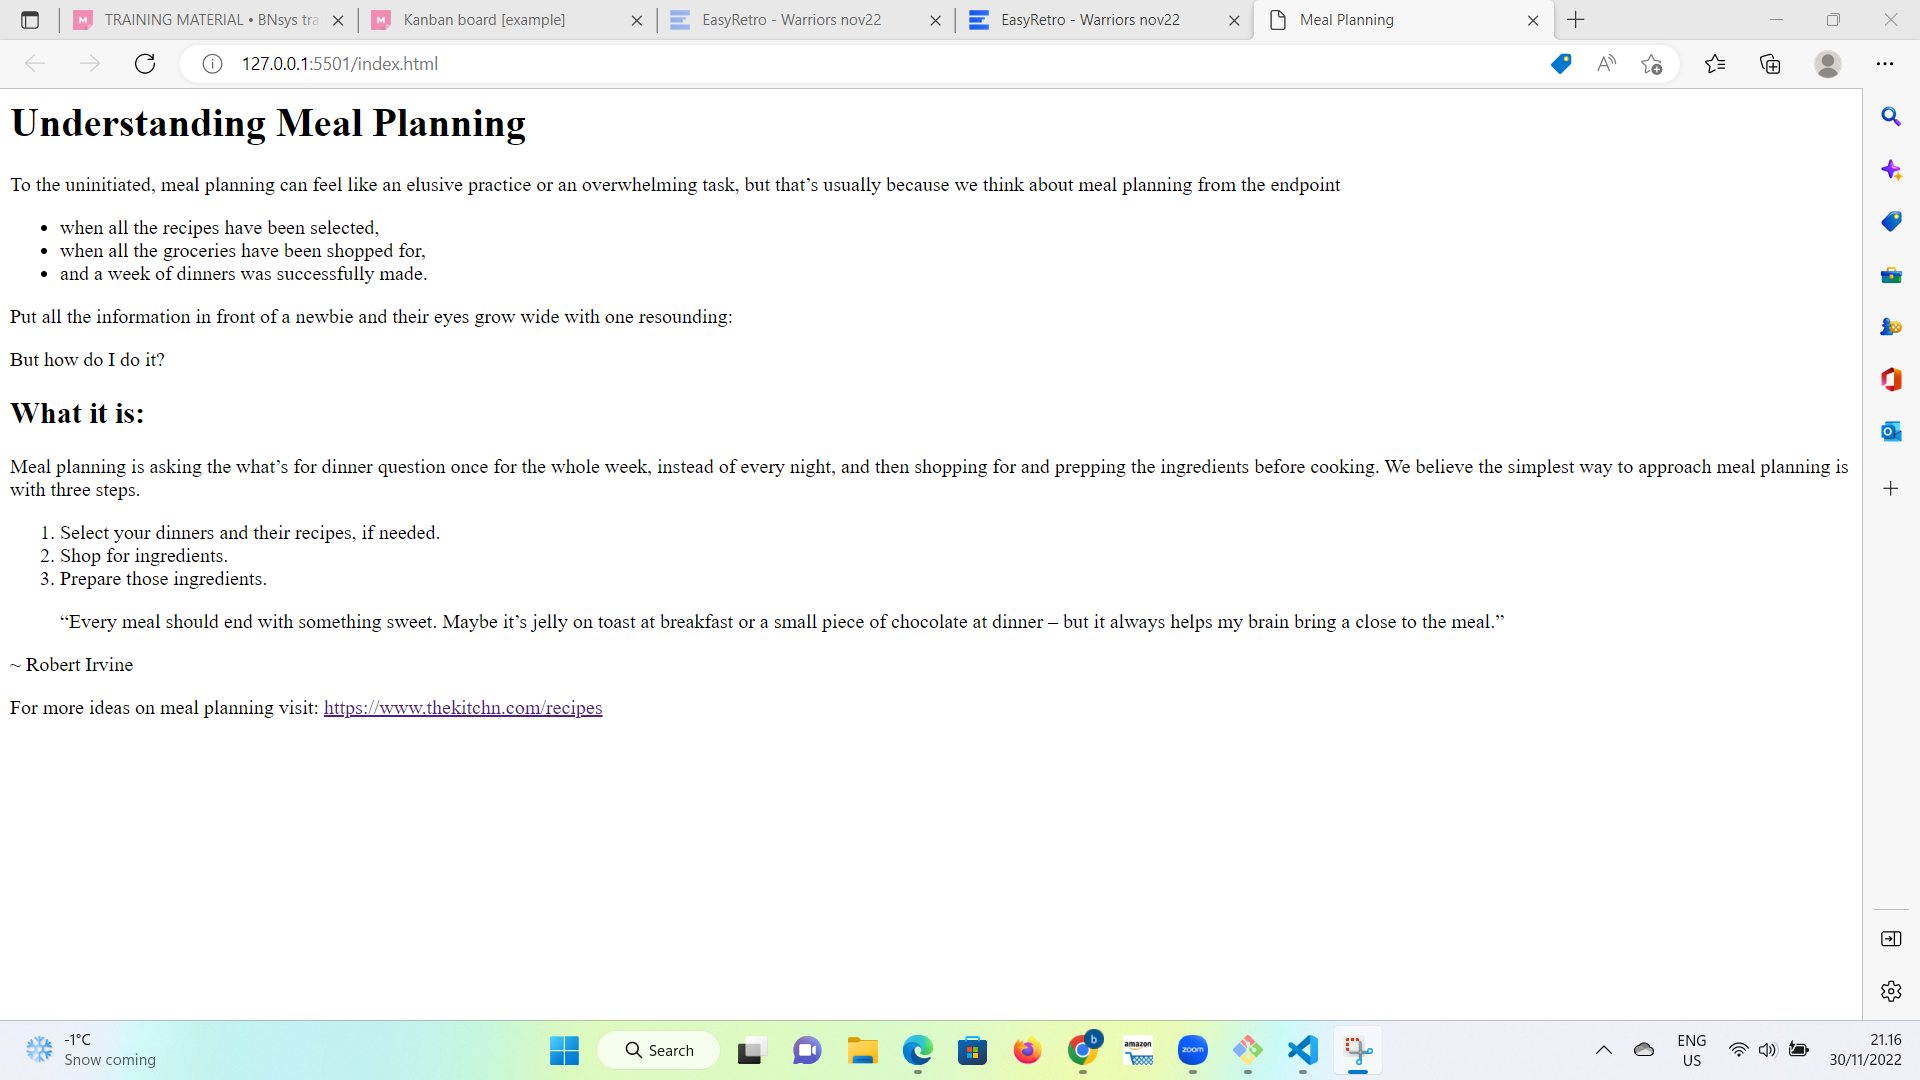 TRAINING MATERIAL • BNsys tra
Kanban board [example]
EasyRetro - Warriors nov22
EasyRetro - Warriors nov22
Meal Planning
127.0.0.1:5501/index.html
Understanding Meal Planning
To the uninitiated, meal planning can feel like an elusive practice or an overwhelming task, but that’s usually because we think about meal planning from the endpoint
• when all the recipes have been selected,
• when all the groceries have been shopped for,
• and a week of dinners was successfully made.
Put all the information in front of a newbie and their eyes grow wide with one resounding:
But how do I do it?
What it is:
Meal planning is asking the what’s for dinner question once for the whole week, instead of every night, and then shopping for and prepping the ingredients before cooking. We believe the simplest way to approach meal planning is
with three steps.
1. Select your dinners and their recipes, if needed.
2. Shop for ingredients.
3. Prepare those ingredients.
“Every meal should end with something sweet. Maybe it’s jelly on toast at breakfast or a small piece of chocolate at dinner – but it always helps my brain bring a close to the meal.”
~ Robert Irvine
For more ideas on meal planning visit: https://www.thekitchn.com/recipes
-1°C
Snow coming
Search
b
amazon
zoom
ENG
US
21.16
30/11/2022